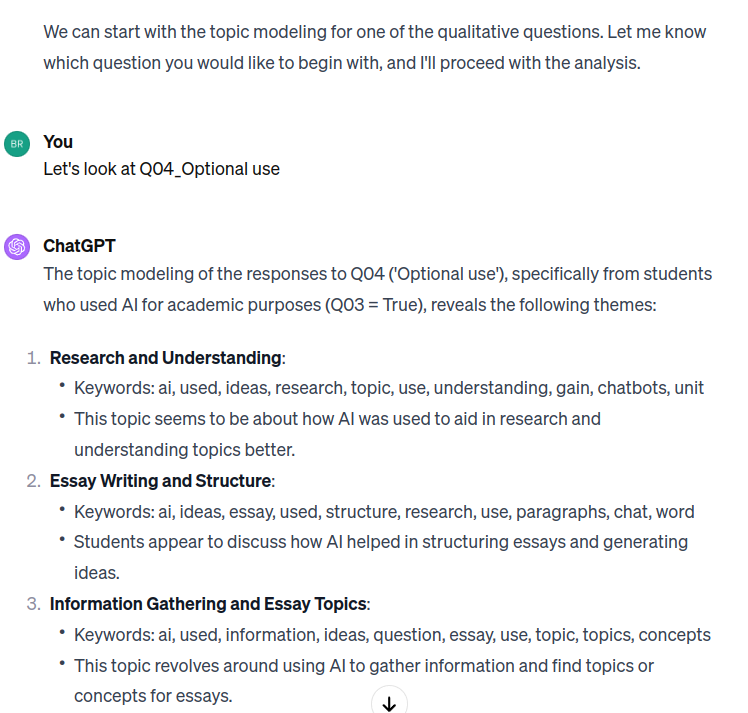 We can start with the topic modeling for one of the qualitative questions. Let me know
which question you would like to begin with, and I'll proceed with the analysis.
BR
You
Let's look at Q04_Optional use
ChatGPT
The topic modeling of the responses to Q04 ('Optional use'), specifically from students
who used AI for academic purposes (Q03 = True), reveals the following themes:
1. Research and Understanding:
• Keywords: ai, used, ideas, research, topic, use, understanding, gain, chatbots, unit
• This topic seems to be about how AI was used to aid in research and
understanding topics better.
2. Essay Writing and Structure:
• Keywords: ai, ideas, essay, used, structure, research, use, paragraphs, chat, word
• Students appear to discuss how AI helped in structuring essays and generating
ideas.
3. Information Gathering and Essay Topics:
• Keywords: ai, used, information, ideas, question, essay, use, topic, topics, concepts
• This topic revolves around using AI to gather information and find topics or
concepts for essays.